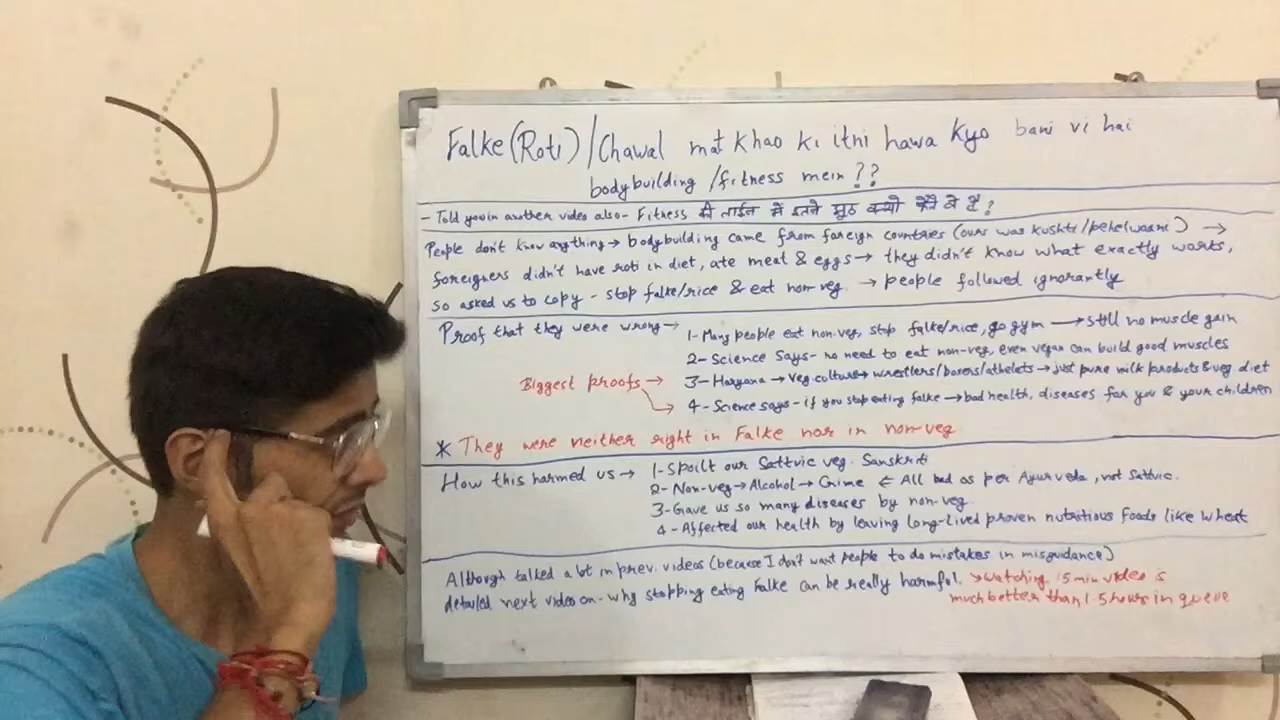 Falke(Roti)/Chawal mat Khao ki itni hawa Kyo bani vi hai
bodybuilding/fitness mein ??
- Told you in another video also - Fitness की लाईन में इतने मुठ क्यों फैले वे हैं?
People don't know anything → bodybuilding came from foreign countries (ours was kushti/pehelwaani) →
foreigners didn't have roti in diet, ate meat & eggs → they didn't know what exactly works,
so asked us to copy - stop falke/rice & eat non-veg. → people followed ignorantly
Proof that they were wrong → 1- Many people eat non-veg, stop falke/rice, go gym → still no muscle gain
2- Science Says - no need to eat non-veg, even vegan can build good muscles
Biggest proofs → 3- Haryana → veg culture → wrestlers/boxers/athelets → just pure milk products & veg diet
4- Science says - if you stop eating falke → bad health, diseases for you & your children
* They were neither right in Falke nor in non-veg
How this harmed us → 1- Spoilt our Sattvic veg. Sanskriti
2- Non-veg → Alcohol → Crime ← All bad as per Ayurveda, not Sattvic.
3- Gave us so many diseases by non-veg.
4- Affected our health by leaving long-lived proven nutritious foods like wheat
Although talked a lot in prev. videos (because I don't want people to do mistakes in misguidance)
detailed next video on - why stopping eating Falke can be really harmful. → watching 15 min video is
much better than 1.5 hours in queue